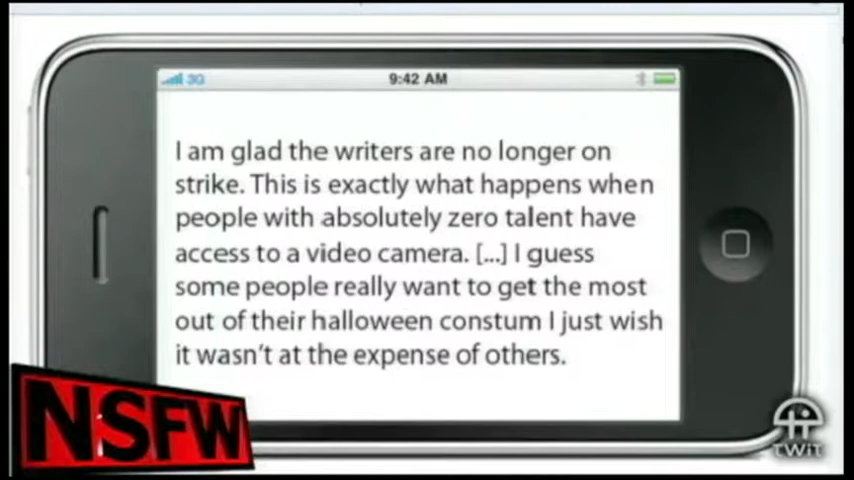 3G 9:42 AM
I am glad the writers are no longer on
strike. This is exactly what happens when
people with absolutely zero talent have
access to a video camera. [...] I guess
some people really want to get the most
out of their halloween constum I just wish
it wasn't at the expense of others.
NSFW
TWiT